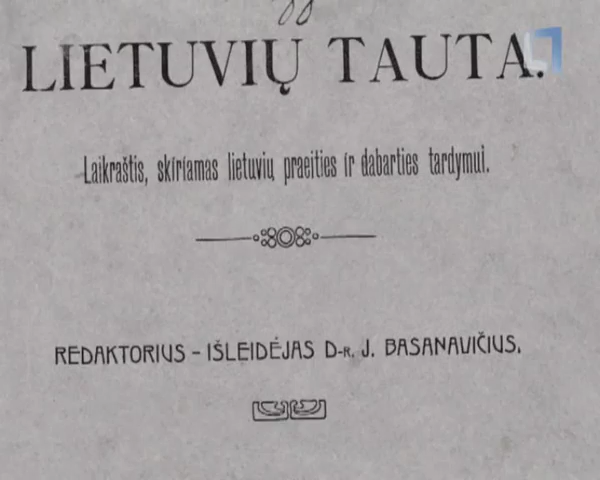 LIETUVIŲ TAUTA.
Laikraštis, skiriamas lietuvių praeities ir dabarties tardymui.
REDAKTORIUS – IŠLEIDĖJAS D-R. J. BASANAVIČIUS.